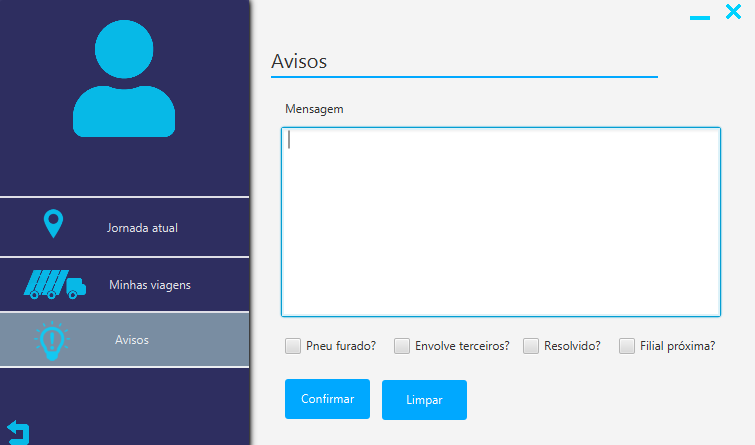 Jornada atual
Minhas viagens
Avisos
Avisos
Mensagem
Pneu furado? Envolve terceiros? Resolvido? Filial próxima?
Confirmar Limpar